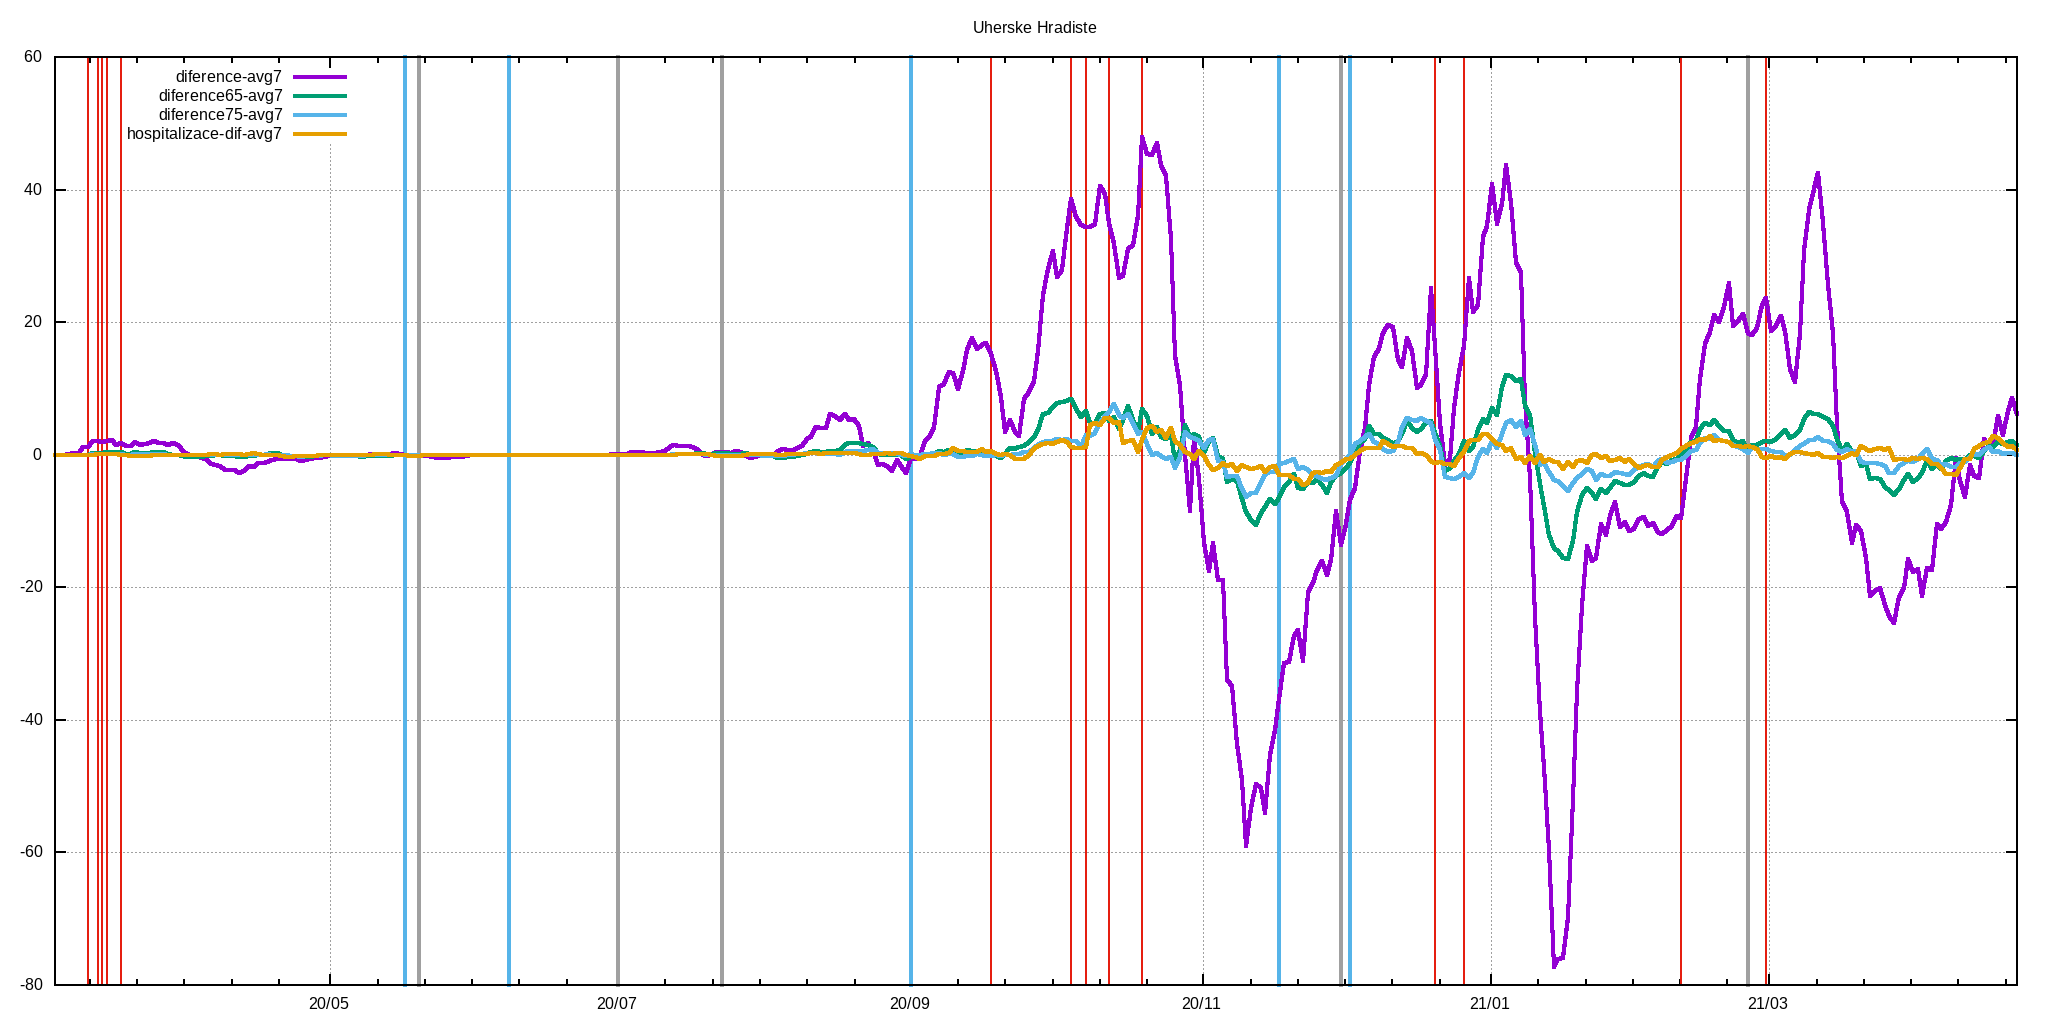 Uherske Hradiste
60
40
20
0
-20
-40
-60
-80
diference-avg7
diference65-avg7
diference75-avg7
hospitalizace-dif-avg7
20/05
20/07
20/09
20/11
21/01
21/03